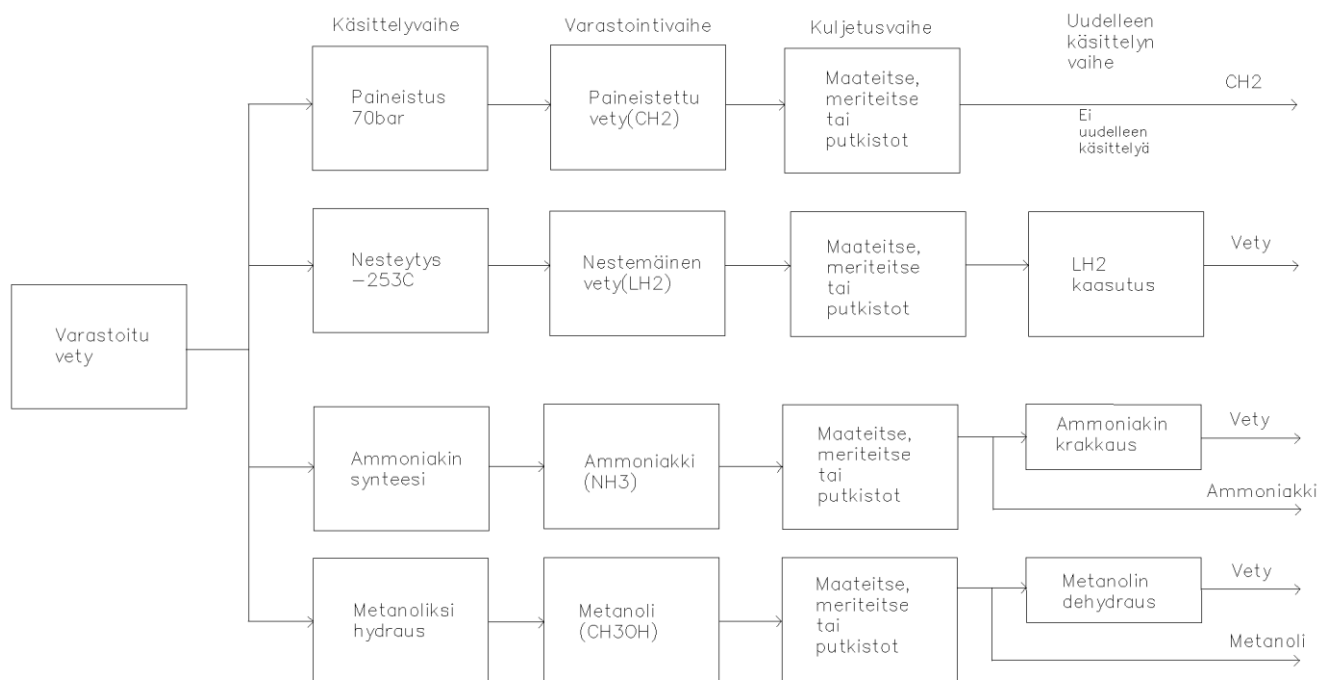 Käsittelyvaihe
Varastointivaihe
Kuljetusvaihe
Uudelleen
käsittelyn
vaihe
Paineistus
70bar
Paineistettu
vety(CH2)
Maateitse,
meriteitse
tai
putkistot
CH2
Ei
uudelleen
käsittelyä
Nesteytys
-253C
Nestemäinen
vety(LH2)
Maateitse,
meriteitse
tai
putkistot
LH2
kaasutus
Vety
Varastoitu
vety
Ammoniakin
synteesi
Ammoniakki
(NH3)
Maateitse,
meriteitse
tai
putkistot
Ammoniakin
krakkaus
Vety
Ammoniakki
Metanoliksi
hydraus
Metanoli
(CH3OH)
Maateitse,
meriteitse
tai
putkistot
Metanolin
dehydraus
Vety
Metanoli